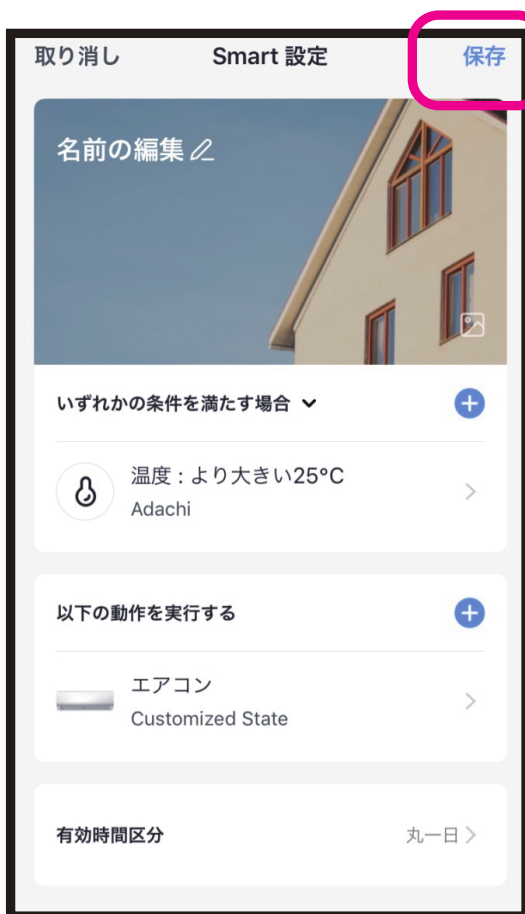 取り消し Smart 設定 保存
名前の編集
いずれかの条件を満たす場合
温度 : より大きい25°C
Adachi
以下の動作を実行する
エアコン
Customized State
有効時間区分 丸一日